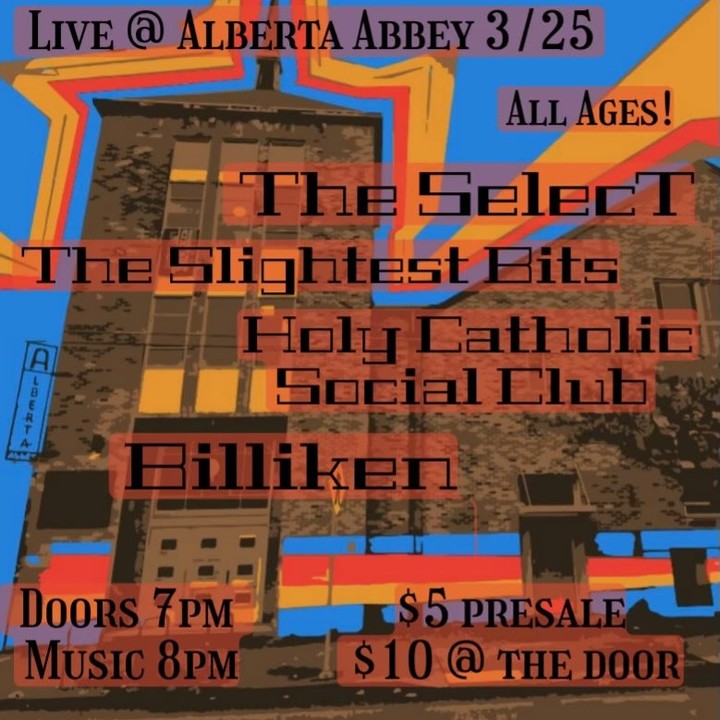 Live @ Alberta Abbey 3/25
All Ages!
The SelecT
The Slightest Bits
Holy Catholic
Social Club
Billiken
A
LBERTA
Doors 7pm
$5 presale
Music 8pm
$10 @ the door